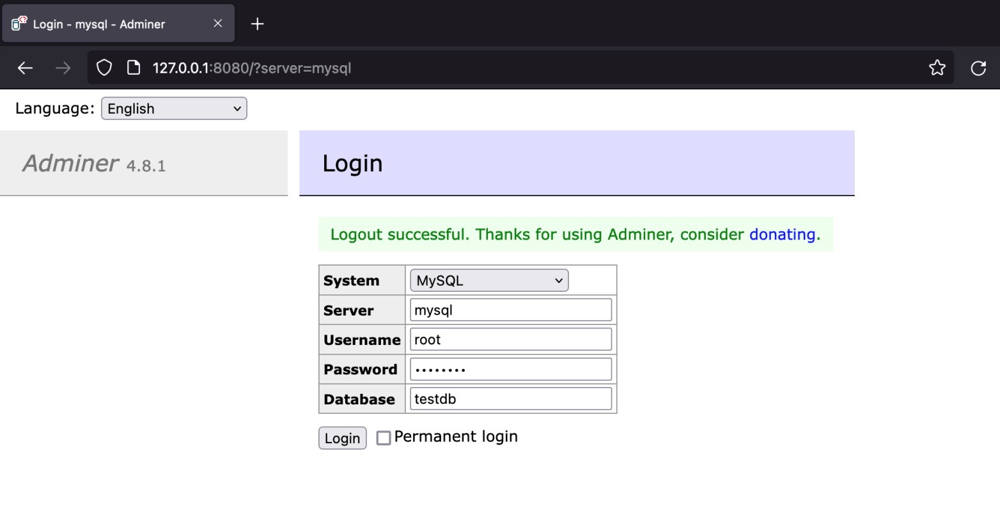 Login - mysql - Adminer
127.0.0.1:8080/?server=mysql
Language: English
Adminer 4.8.1
Login
Logout successful. Thanks for using Adminer, consider donating.
System MySQL
Server mysql
Username root
Password ••••••••
Database testdb
Login Permanent login